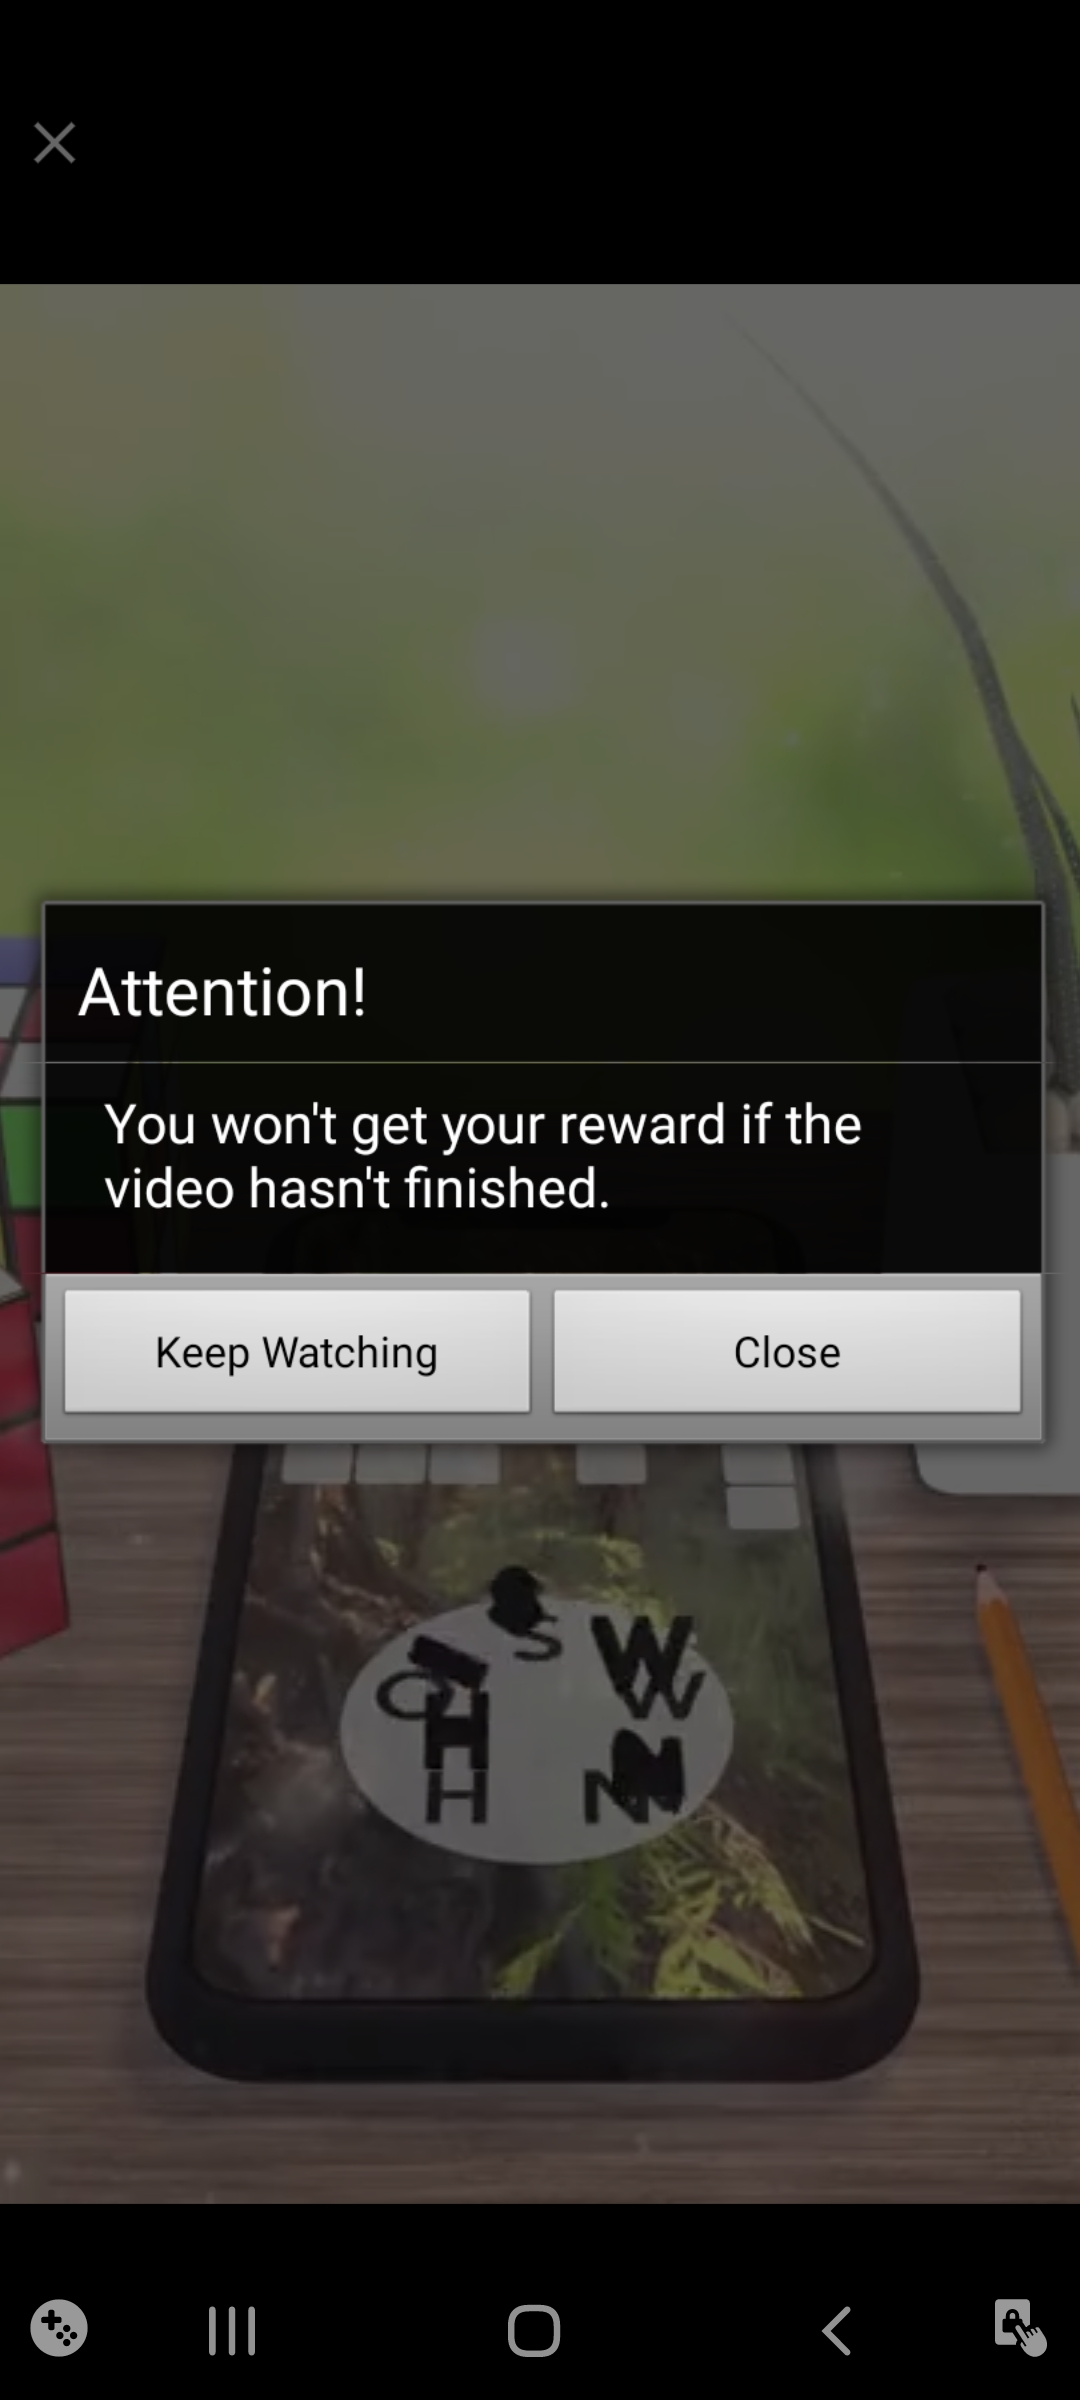 Attention!
You won't get your reward if the
video hasn't finished.
Keep Watching
Close
S
W
W
H
H
N
N